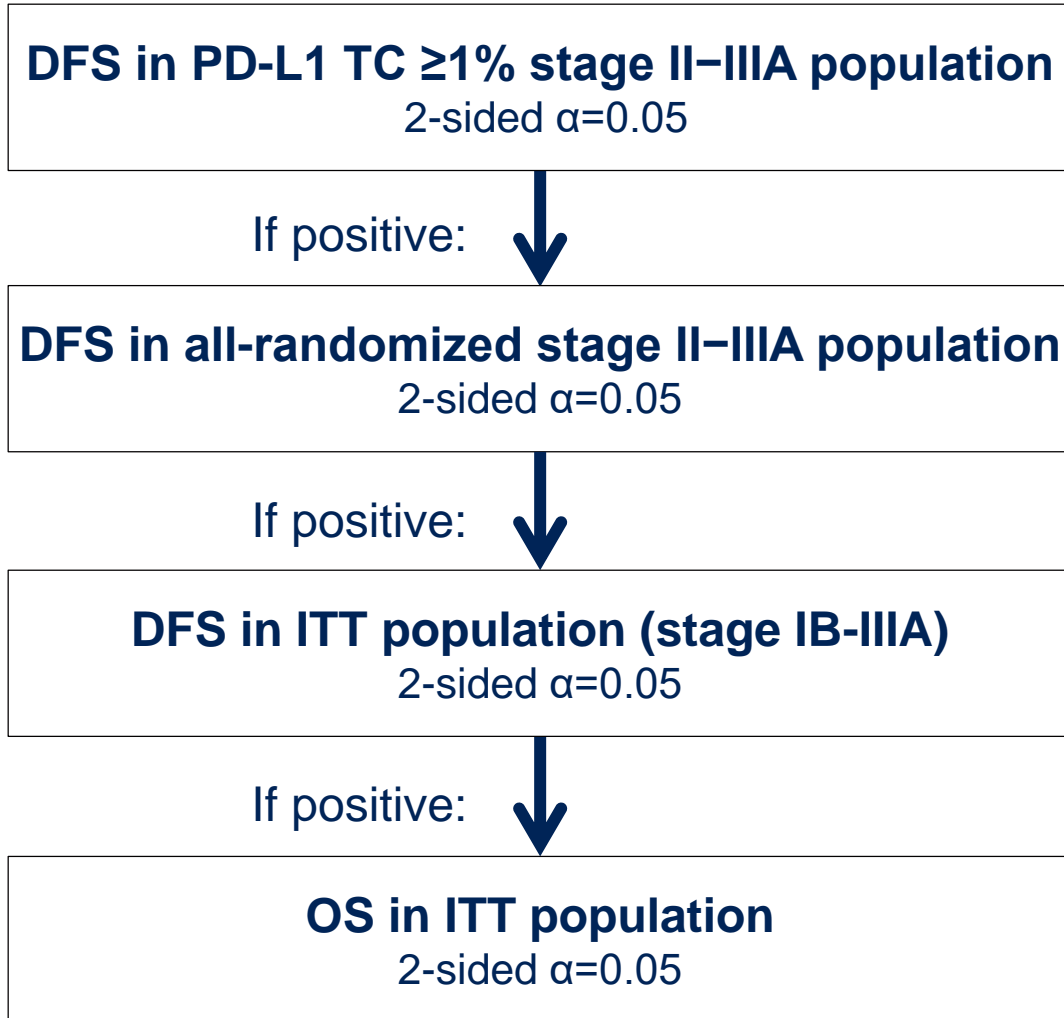 DFS in PD-L1 TC ≥1% stage II−IIIA population
2-sided α=0.05
If positive:
DFS in all-randomized stage II−IIIA population
2-sided α=0.05
If positive:
DFS in ITT population (stage IB-IIIA)
2-sided α=0.05
If positive:
OS in ITT population
2-sided α=0.05